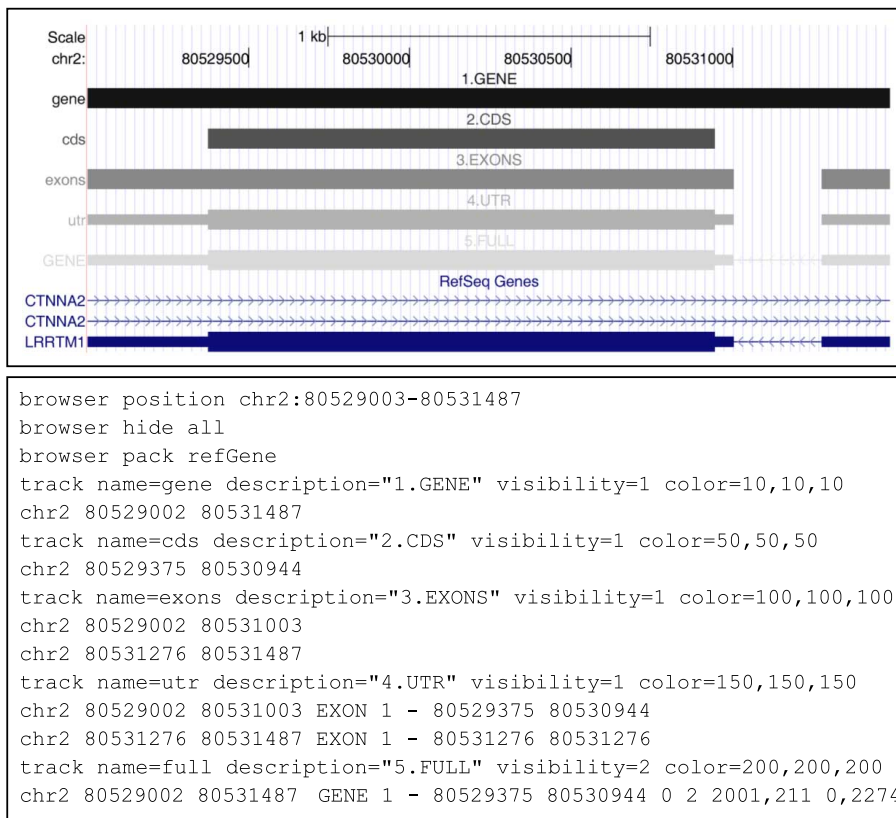 Scale 1 kb
chr2: 80529500 80530000 80530500 80531000
1.GENE
gene
2.CDS
cds
3.EXONS
exons
4.UTR
utr
5.FULL
GENE
RefSeq Genes
CTNNA2
CTNNA2
LRRTM1
browser position chr2:80529003-80531487
browser hide all
browser pack refGene
track name=gene description="1.GENE" visibility=1 color=10,10,10
chr2 80529002 80531487
track name=cds description="2.CDS" visibility=1 color=50,50,50
chr2 80529375 80530944
track name=exons description="3.EXONS" visibility=1 color=100,100,100
chr2 80529002 80531003
chr2 80531276 80531487
track name=utr description="4.UTR" visibility=1 color=150,150,150
chr2 80529002 80531003 EXON 1 - 80529375 80530944
chr2 80531276 80531487 EXON 1 - 80531276 80531276
track name=full description="5.FULL" visibility=2 color=200,200,200
chr2 80529002 80531487 GENE 1 - 80529375 80530944 0 2 2001,211 0,2274